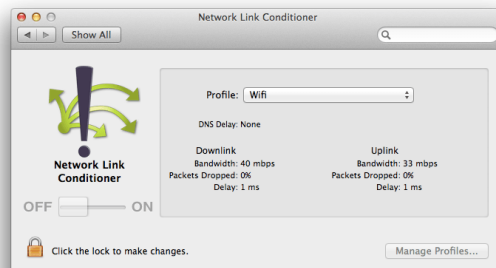 Network Link Conditioner
Show All
Profile: Wifi
DNS Delay: None
Downlink
Bandwidth: 40 mbps
Packets Dropped: 0%
Delay: 1 ms
Uplink
Bandwidth: 33 mbps
Packets Dropped: 0%
Delay: 1 ms
Network Link
Conditioner
OFF ON
Click the lock to make changes.
Manage Profiles...